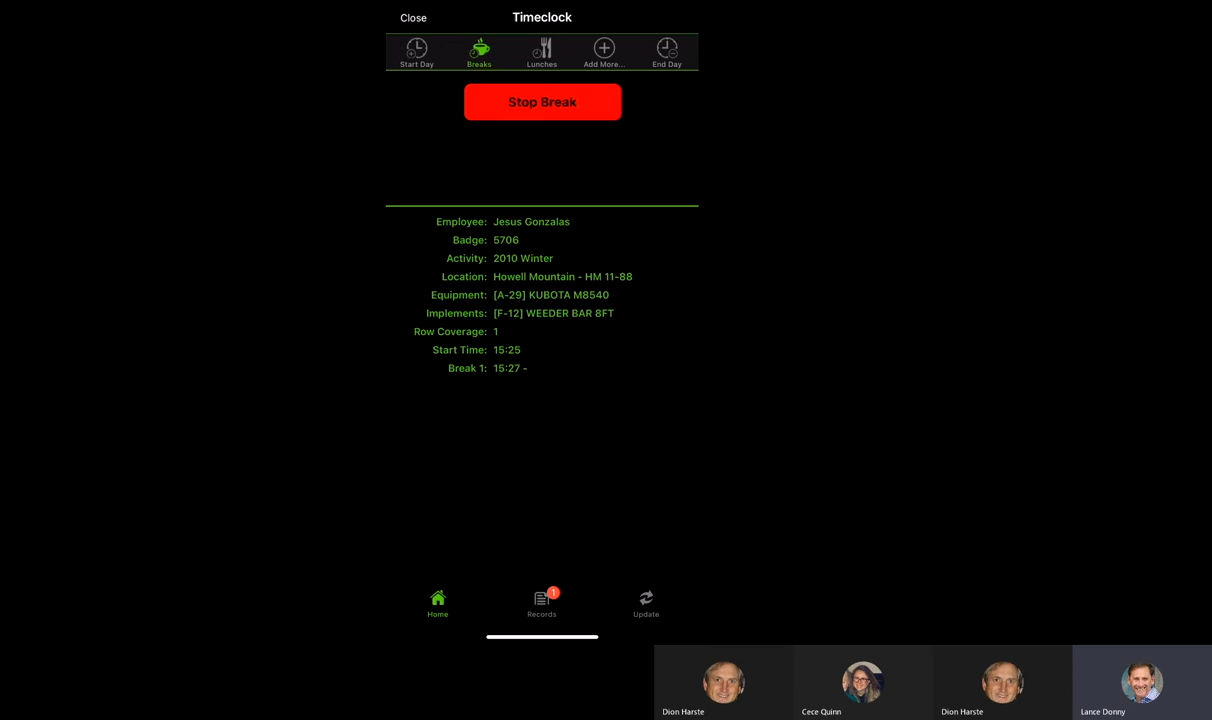 Close
Timeclock
Start Day
Breaks
Lunches
Add More...
End Day
Stop Break
Employee: Jesus Gonzalas
Badge: 5706
Activity: 2010 Winter
Location: Howell Mountain - HM 11-88
Equipment: [A-29] KUBOTA M8540
Implements: [F-12] WEEDER BAR 8FT
Row Coverage: 1
Start Time: 15:25
Break 1: 15:27 -
1
Home
Records
Update
Dion Harste
Cece Quinn
Dion Harste
Lance Donny